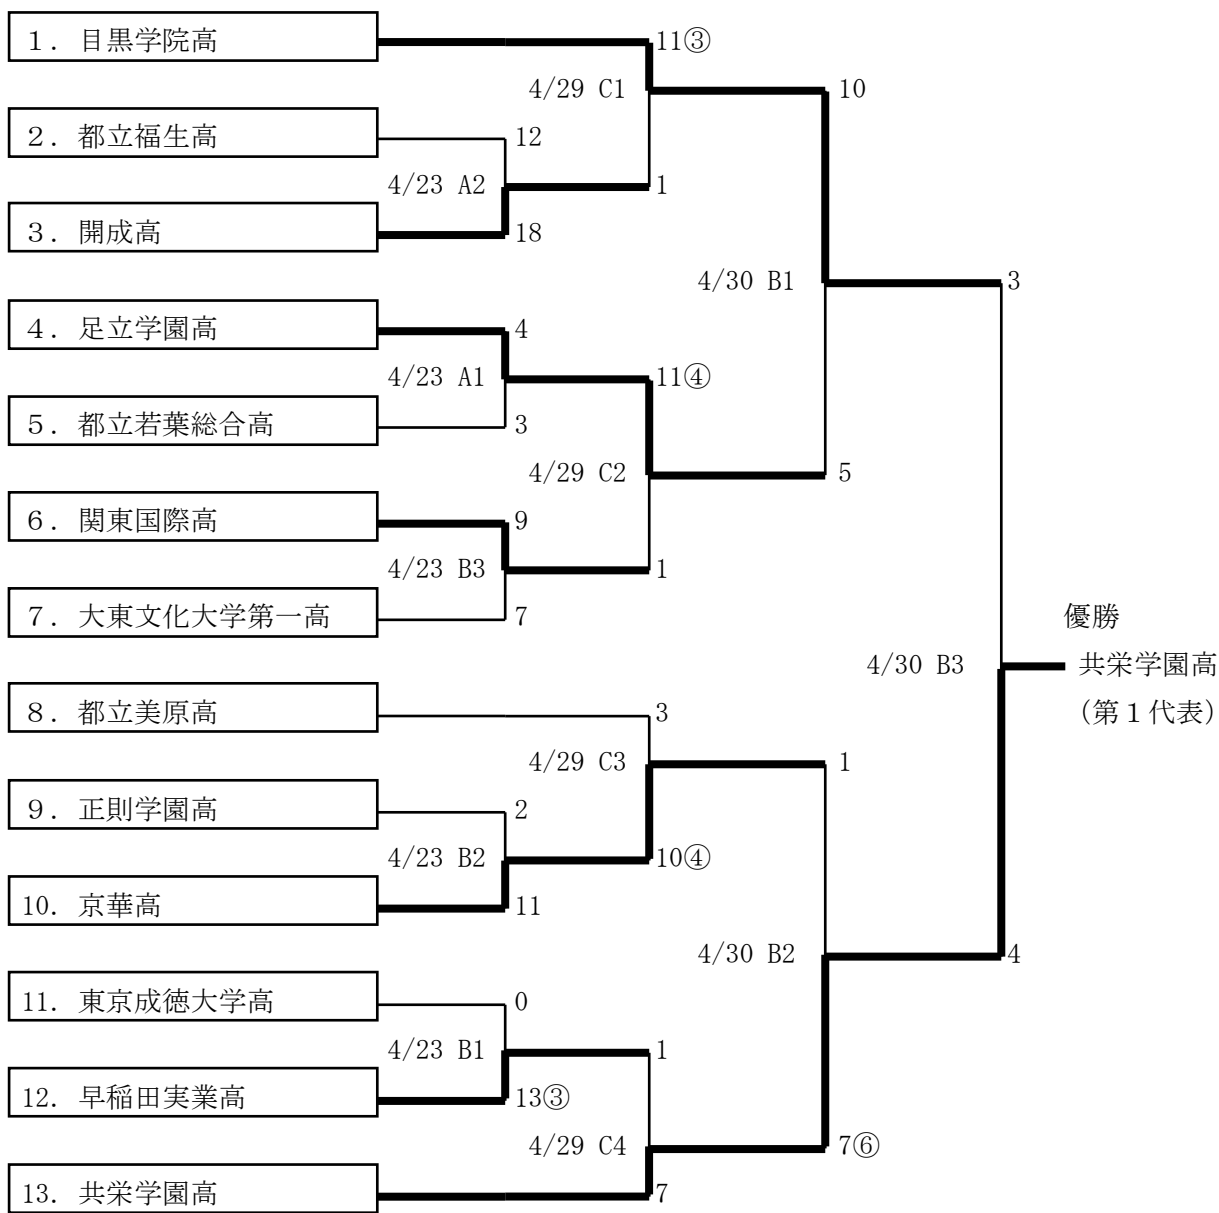 １．目黒学院高
11③
4/29 C1
10
２．都立福生高
12
4/23 A2
1
３．開成高
18
4/30 B1
3
４．足立学園高
4
4/23 A1
11④
５．都立若葉総合高
3
4/29 C2
5
６．関東国際高
9
4/23 B3
1
７．大東文化大学第一高
7
優勝
4/30 B3
共栄学園高
（第１代表）
８．都立美原高
3
4/29 C3
1
９．正則学園高
2
4/23 B2
10④
10．京華高
11
4/30 B2
4
11．東京成徳大学高
0
4/23 B1
1
12．早稲田実業高
13③
4/29 C4
7⑥
13．共栄学園高
7